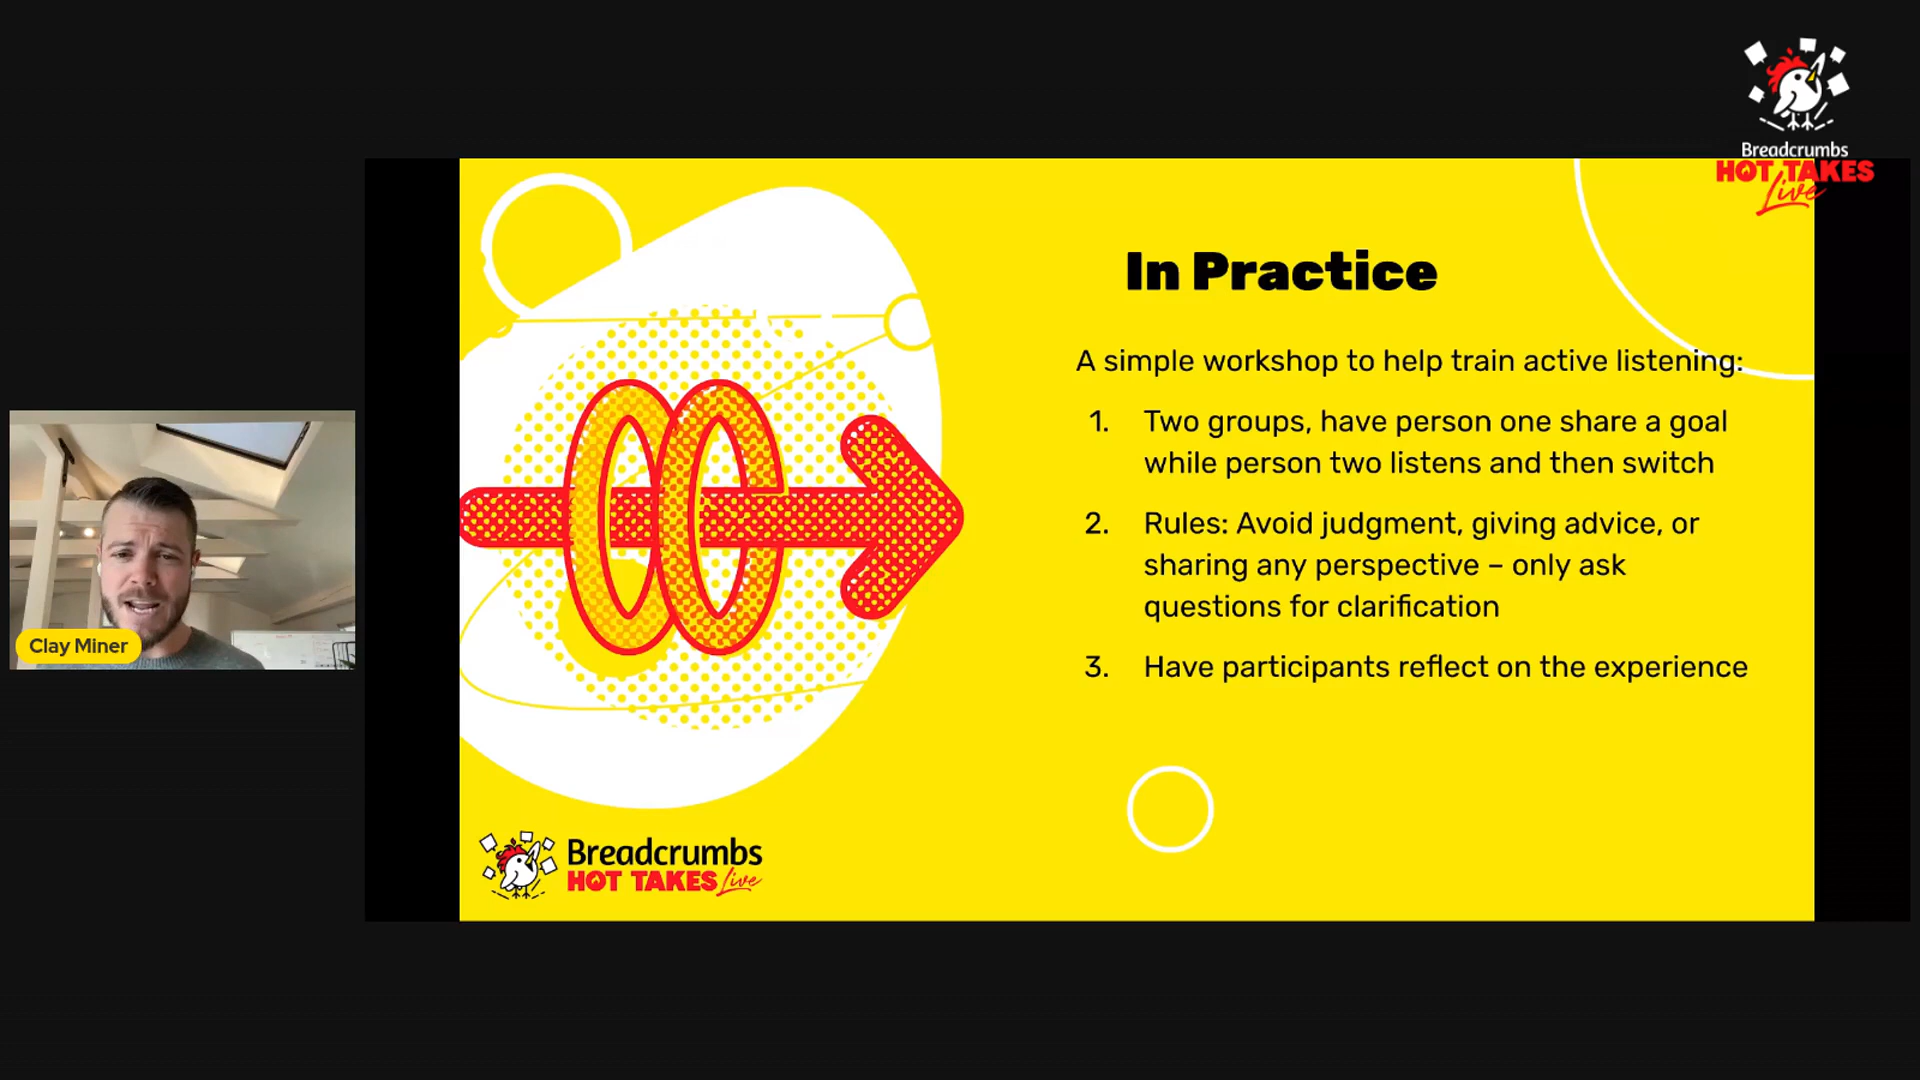 Breadcrumbs
HOT TAKES
Live
In Practice
A simple workshop to help train active listening:
1. Two groups, have person one share a goal
while person two listens and then switch
2. Rules: Avoid judgment, giving advice, or
sharing any perspective – only ask
questions for clarification
3. Have participants reflect on the experience
Clay Miner
Breadcrumbs
HOT TAKES Live